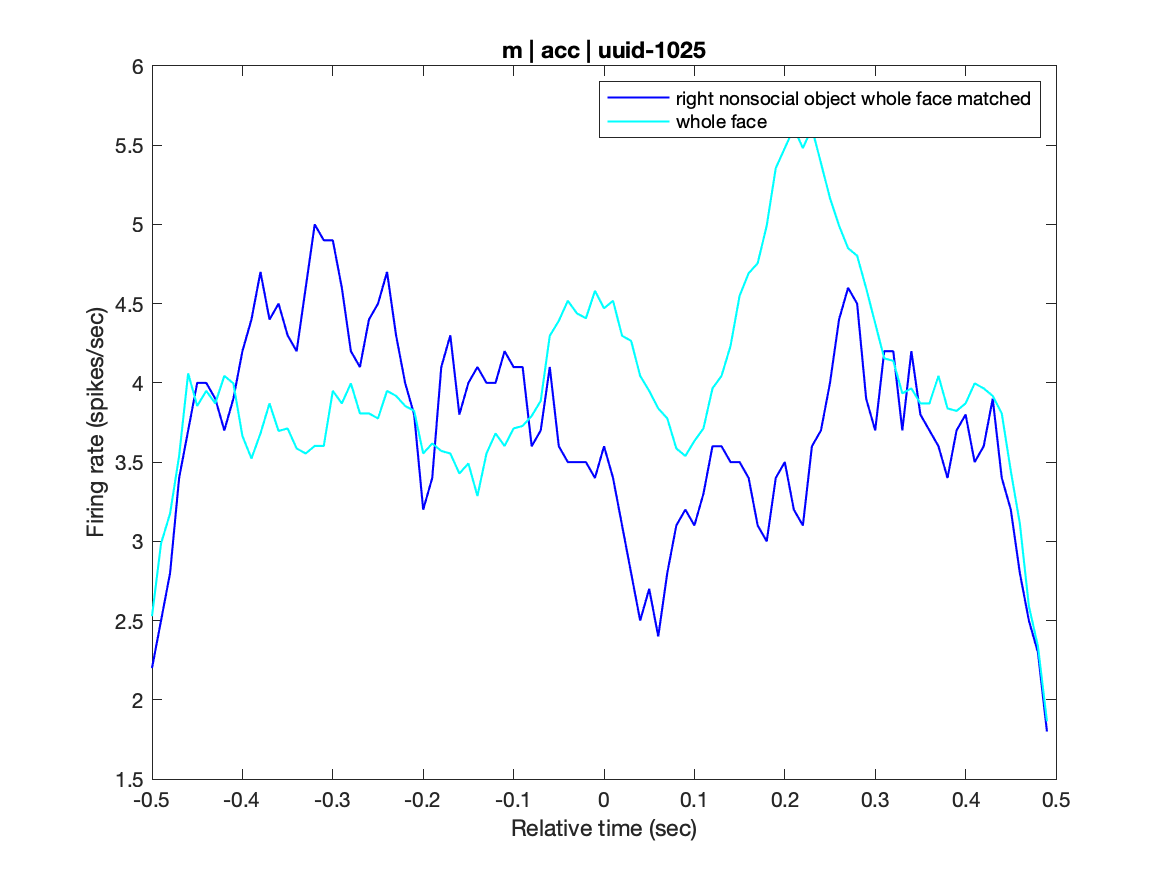 m | acc | uuid-1025
right nonsocial object whole face matched
whole face
6
5.5
5
4.5
4
3.5
3
2.5
2
1.5
Firing rate (spikes/sec)
-0.5 -0.4 -0.3 -0.2 -0.1 0 0.1 0.2 0.3 0.4 0.5
Relative time (sec)